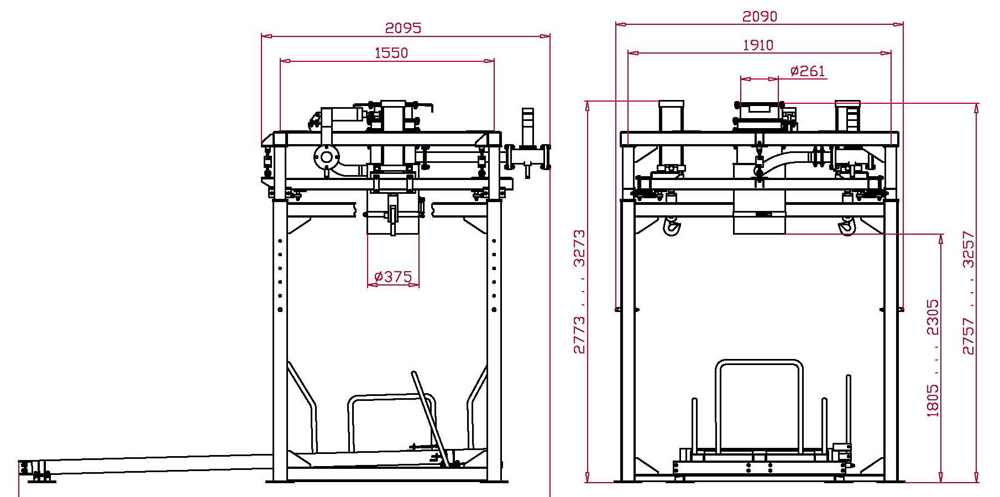 2095
1550
ø375
2090
1910
ø261
2773 . . . 3273
1805 . . . 2305
2757 . . . 3257